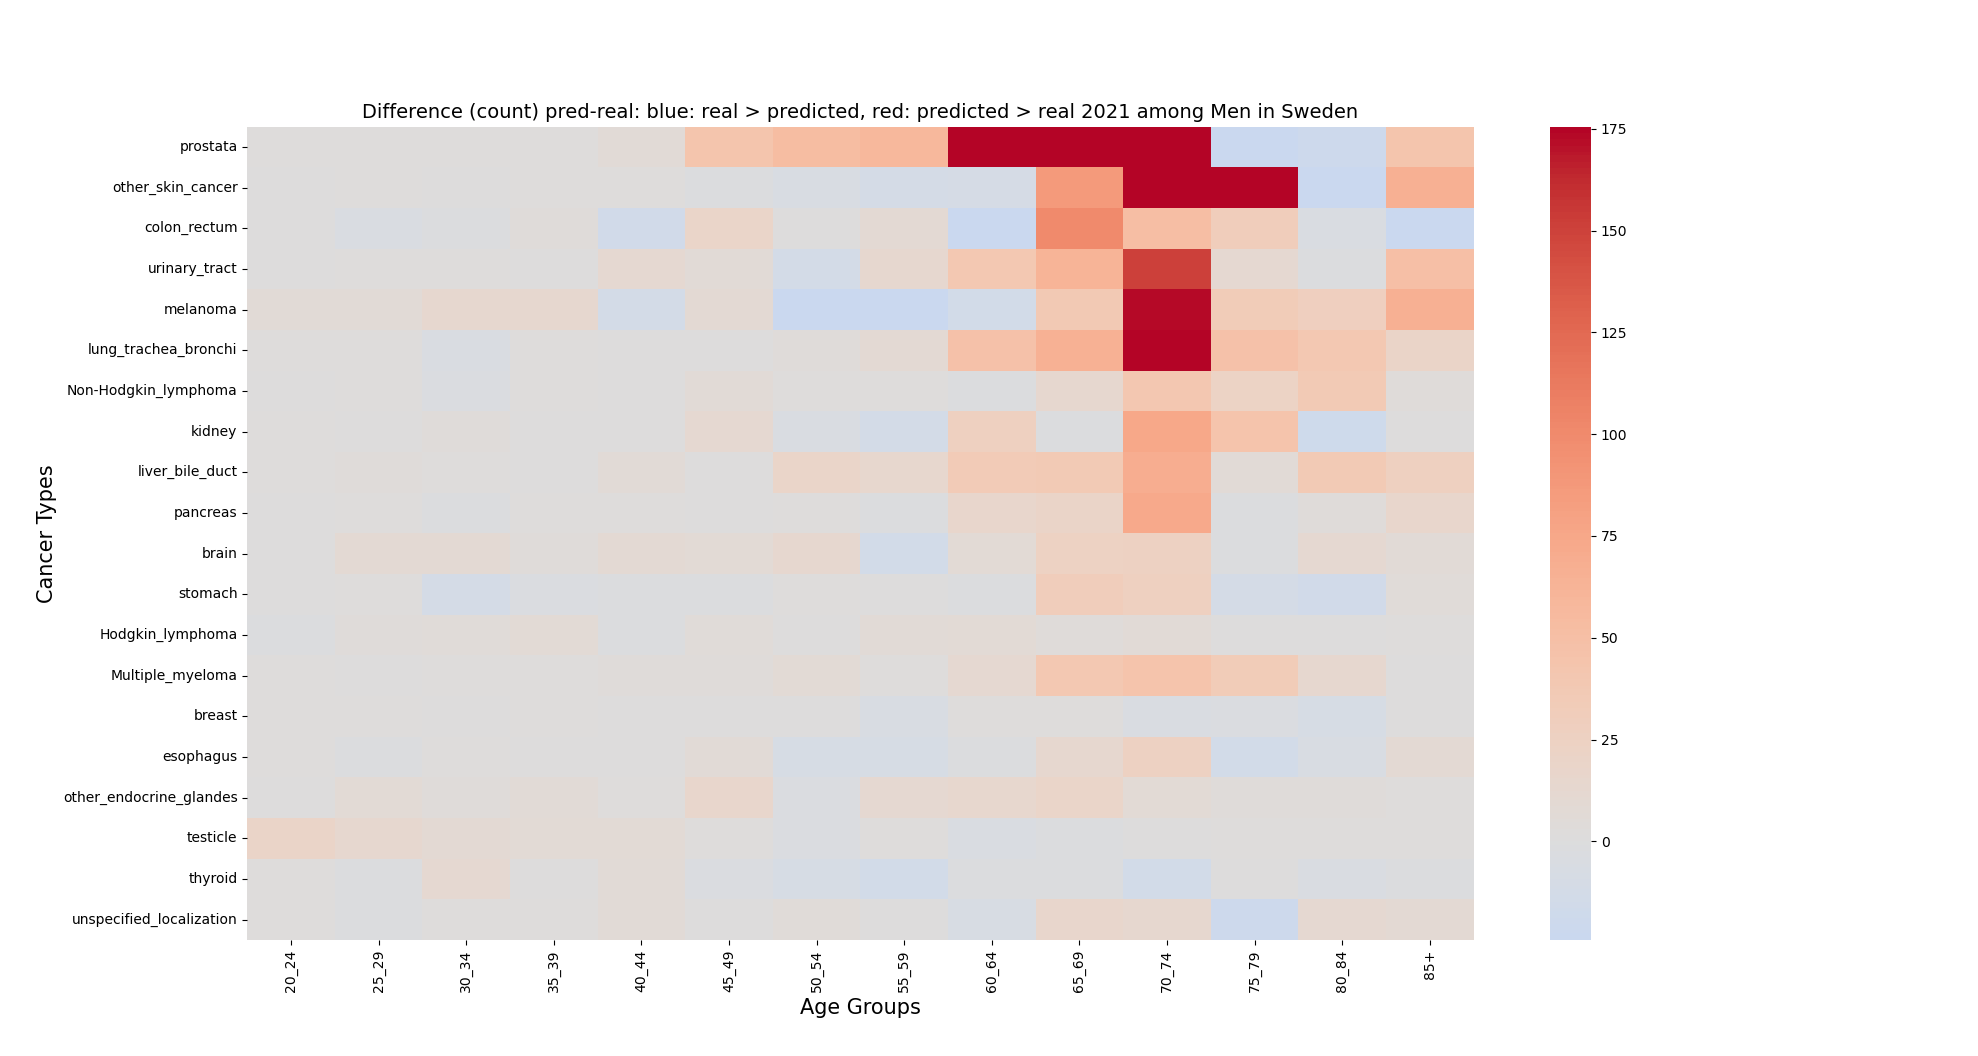 Difference (count) pred-real: blue: real > predicted, red: predicted > real 2021 among Men in Sweden
Cancer Types
prostata
other_skin_cancer
colon_rectum
urinary_tract
melanoma
lung_trachea_bronchi
Non-Hodgkin_lymphoma
kidney
liver_bile_duct
pancreas
brain
stomach
Hodgkin_lymphoma
Multiple_myeloma
breast
esophagus
other_endocrine_glandes
testicle
thyroid
unspecified_localization
20_24
25_29
30_34
35_39
40_44
45_49
50_54
55_59
60_64
65_69
70_74
75_79
80_84
85+
Age Groups
175
150
125
100
75
50
25
0